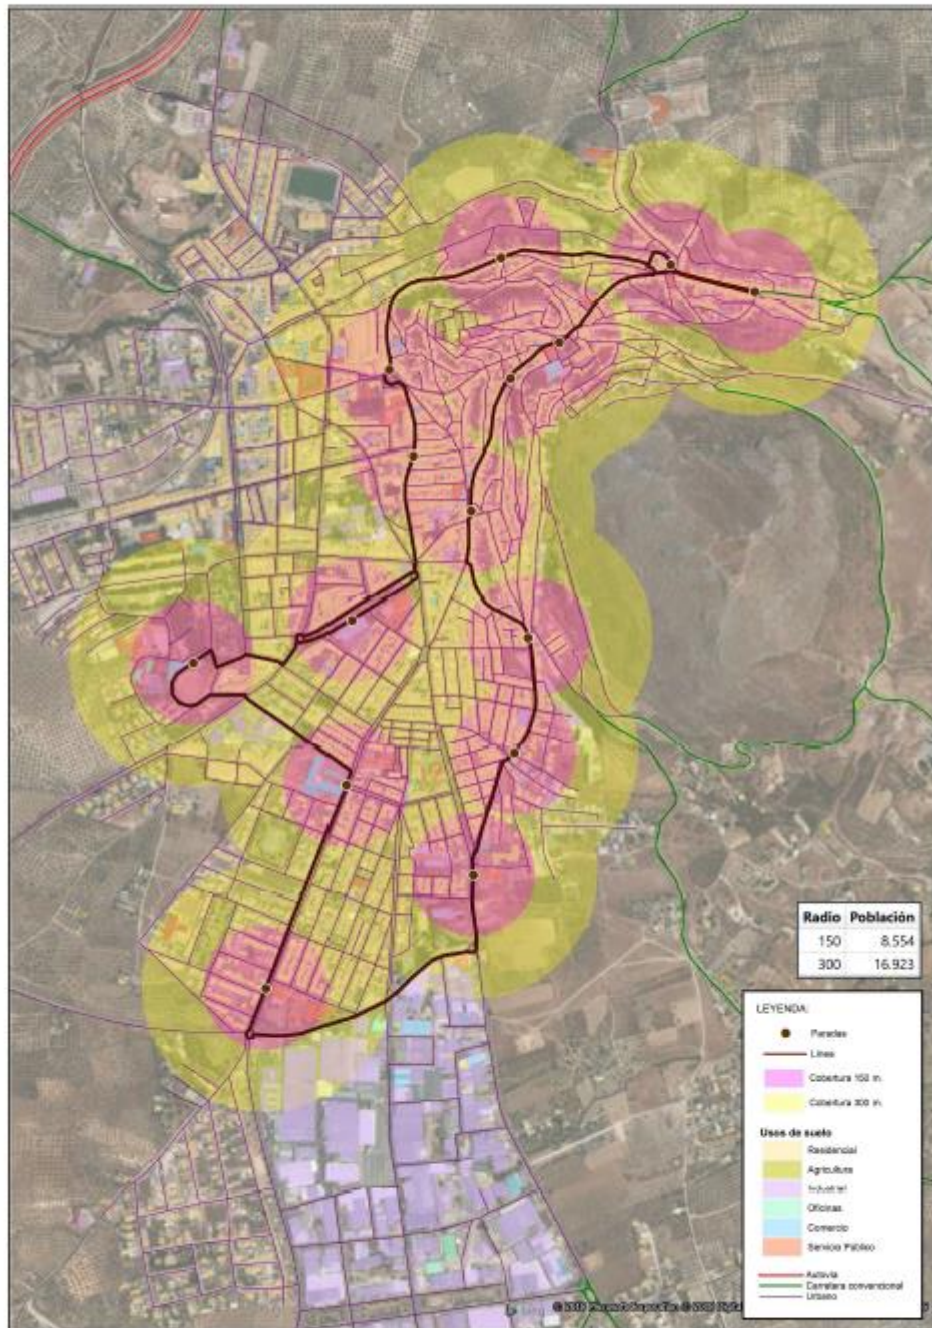 Radio Población
150 8.554
300 16.923
LEYENDA:
Paradas
Línea
Cobertura 150 m.
Cobertura 300 m.
Usos de suelo
Residencial
Agricultura
Industrial
Oficinas
Comercio
Servicio Público
Autovía
Carretera convencional
Urbano